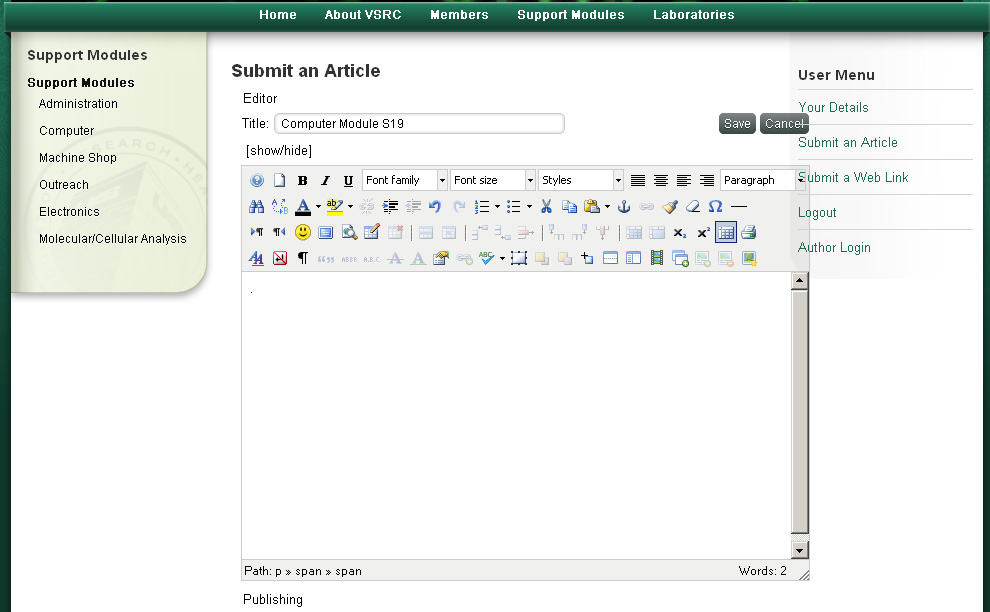 Home About VSRC Members Support Modules Laboratories
Support Modules
Support Modules
Administration
Computer
Machine Shop
Outreach
Electronics
Molecular/Cellular Analysis
Submit an Article
Editor
Title: Computer Module S19
Save Cancel
[show/hide]
B I U Font family Font size Styles Paragraph
.
Path: p » span » span Words: 2
Publishing
User Menu
Your Details
Submit an Article
Submit a Web Link
Logout
Author Login